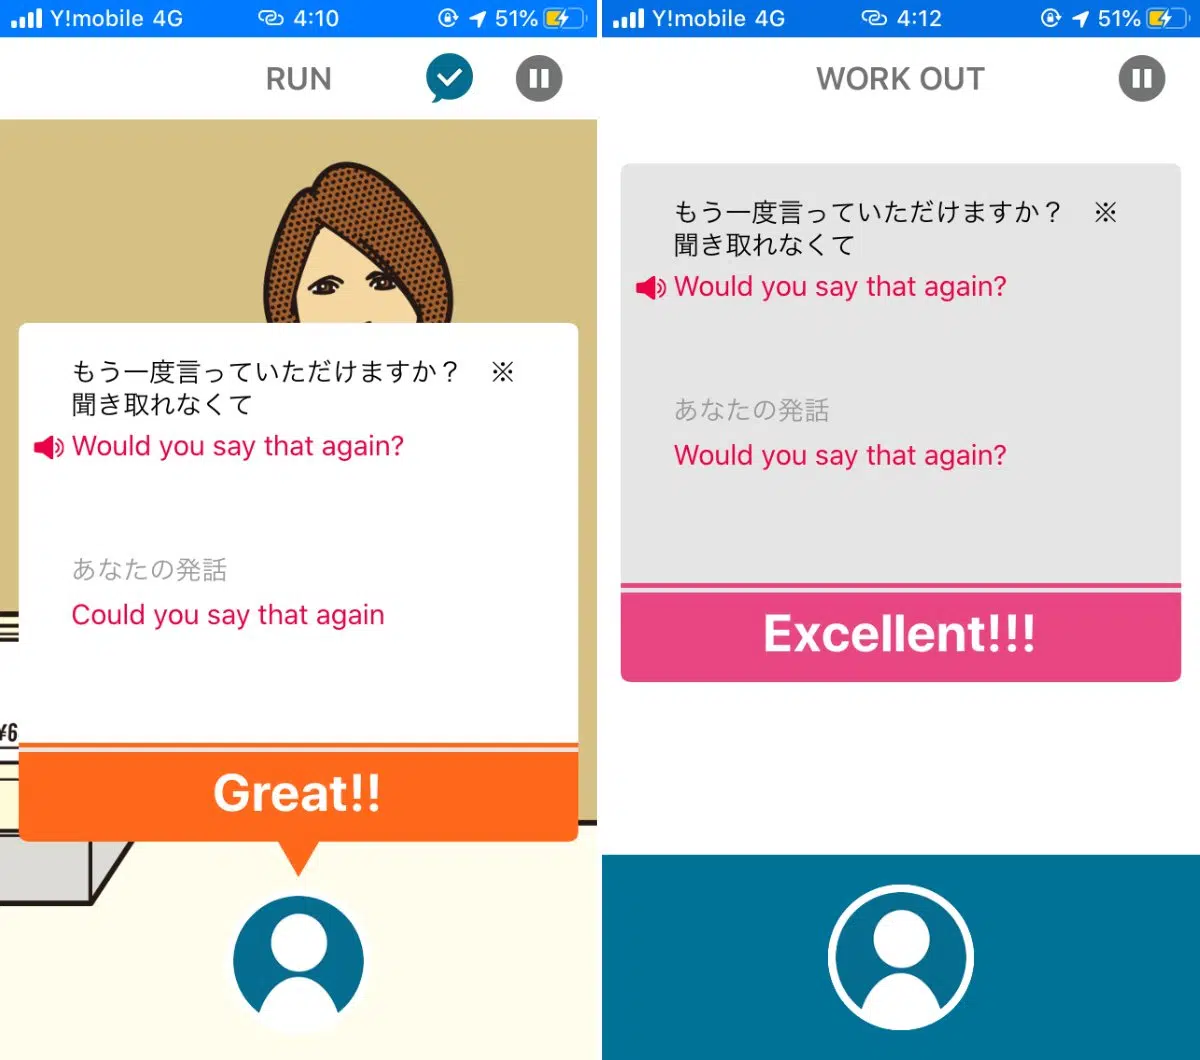 Y!mobile 4G 4:10 51%
RUN
もう一度言っていただけますか？ ※
聞き取れなくて
Would you say that again?
あなたの発話
Could you say that again
¥6
Great!!
Y!mobile 4G 4:12 51%
WORK OUT
もう一度言っていただけますか？ ※
聞き取れなくて
Would you say that again?
あなたの発話
Would you say that again?
Excellent!!!